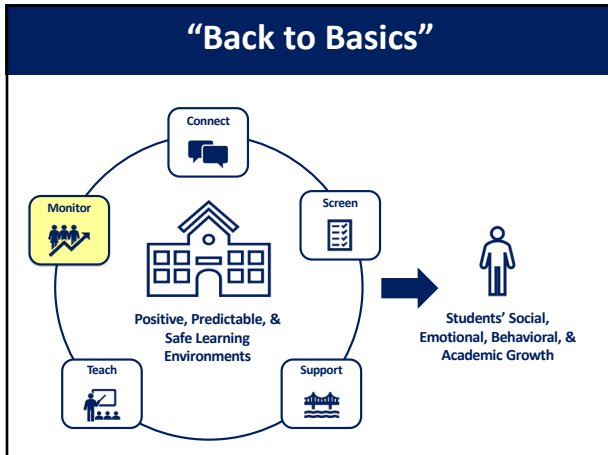 “Back to Basics”
Connect
Monitor
Screen
Positive, Predictable, &
Safe Learning
Environments
Students’ Social,
Emotional, Behavioral, &
Academic Growth
Teach
Support